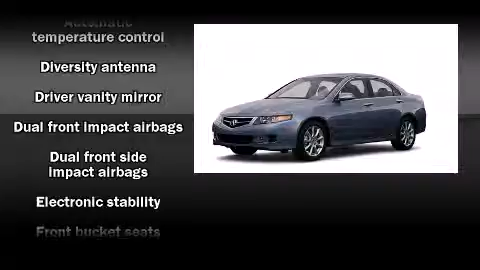 Automatic
temperature control
Diversity antenna
Driver vanity mirror
Dual front impact airbags
Dual front side
impact airbags
Electronic stability
Front bucket seats